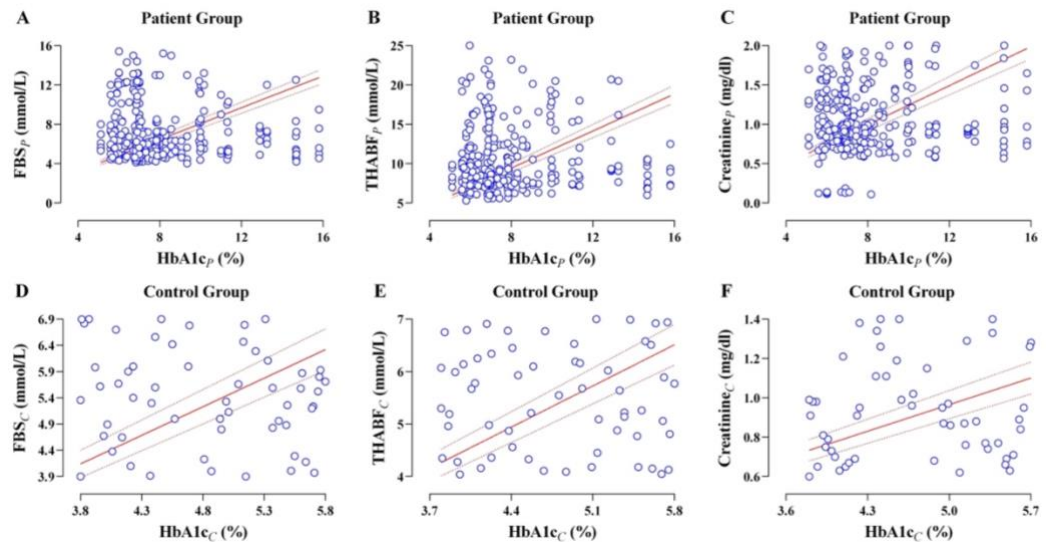 A Patient Group
B Patient Group
C Patient Group
FBS_P (mmol/L)
16
12
8
4
0
4 8 12 16
HbA1c_P (%)
THABF_P (mmol/L)
25
20
15
10
5
4 8 12 16
HbA1c_P (%)
Creatinine_P (mg/dl)
2.0
1.5
1.0
0.5
0.0
4 8 12 16
HbA1c_P (%)
D Control Group
E Control Group
F Control Group
FBS_C (mmol/L)
6.9
6.4
5.9
5.4
4.9
4.4
3.9
3.8 4.3 4.8 5.3 5.8
HbA1c_C (%)
THABF_C (mmol/L)
7
6
5
4
3.7 4.4 5.1 5.8
HbA1c_C (%)
Creatinine_C (mg/dl)
1.4
1.2
1.0
0.8
0.6
3.6 4.3 5.0 5.7
HbA1c_C (%)